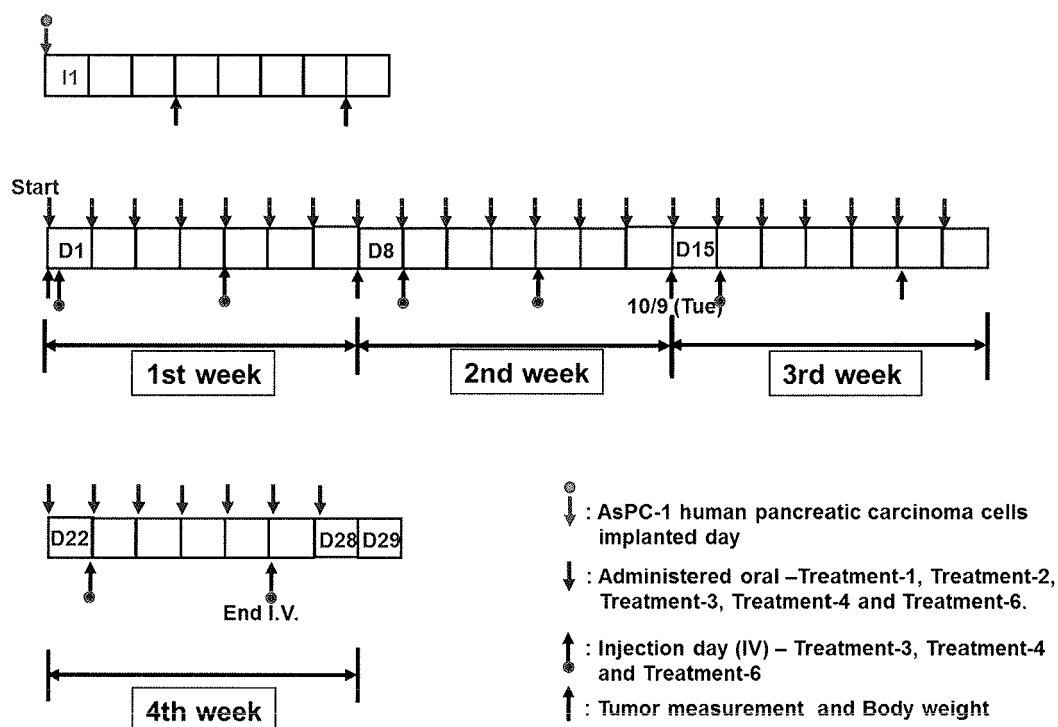 I1
Start
D1
D8
D15
10/9 (Tue)
1st week
2nd week
3rd week
D22
D28
D29
End I.V.
4th week
: AsPC-1 human pancreatic carcinoma cells
implanted day
: Administered oral –Treatment-1, Treatment-2,
Treatment-3, Treatment-4 and Treatment-6.
: Injection day (IV) – Treatment-3, Treatment-4
and Treatment-6
: Tumor measurement and Body weight